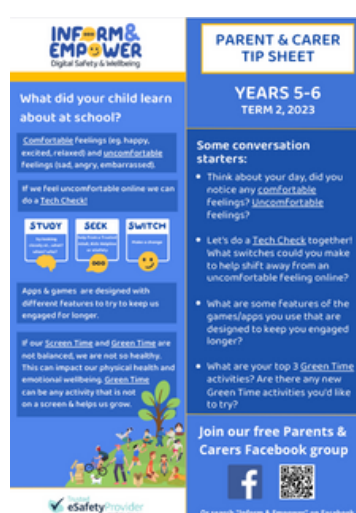 INFORM&
EMPOWER
Digital Safety & Wellbeing
What did your child learn
about at school?
Comfortable feelings (eg. happy,
excited, relaxed) and uncomfortable
feelings (sad, angry, embarrassed).
If we feel uncomfortable online we can
do a Tech Check!
STUDY
SEEK
SWITCH
Make a change
Apps & games are designed with
different features to try to keep us
engaged for longer.
If our Screen Time and Green Time are
not balanced, we are not so healthy.
This can impact our physical health and
emotional wellbeing. Green Time
can be any activity that is not
on a screen & helps us grow.
Trusted
eSafetyProvider
PARENT & CARER
TIP SHEET
YEARS 5-6
TERM 2, 2023
Some conversation
starters:
Think about your day, did you
notice any comfortable
feelings? Uncomfortable
feelings?
Let's do a Tech Check together!
What switches could you make
to help shift away from an
uncomfortable feeling online?
What are some features of the
games/apps you use that are
designed to keep you engaged
longer?
What are your top 3 Green Time
activities? Are there any new
Green Time activities you'd like
to try?
Join our free Parents &
Carers Facebook group
f